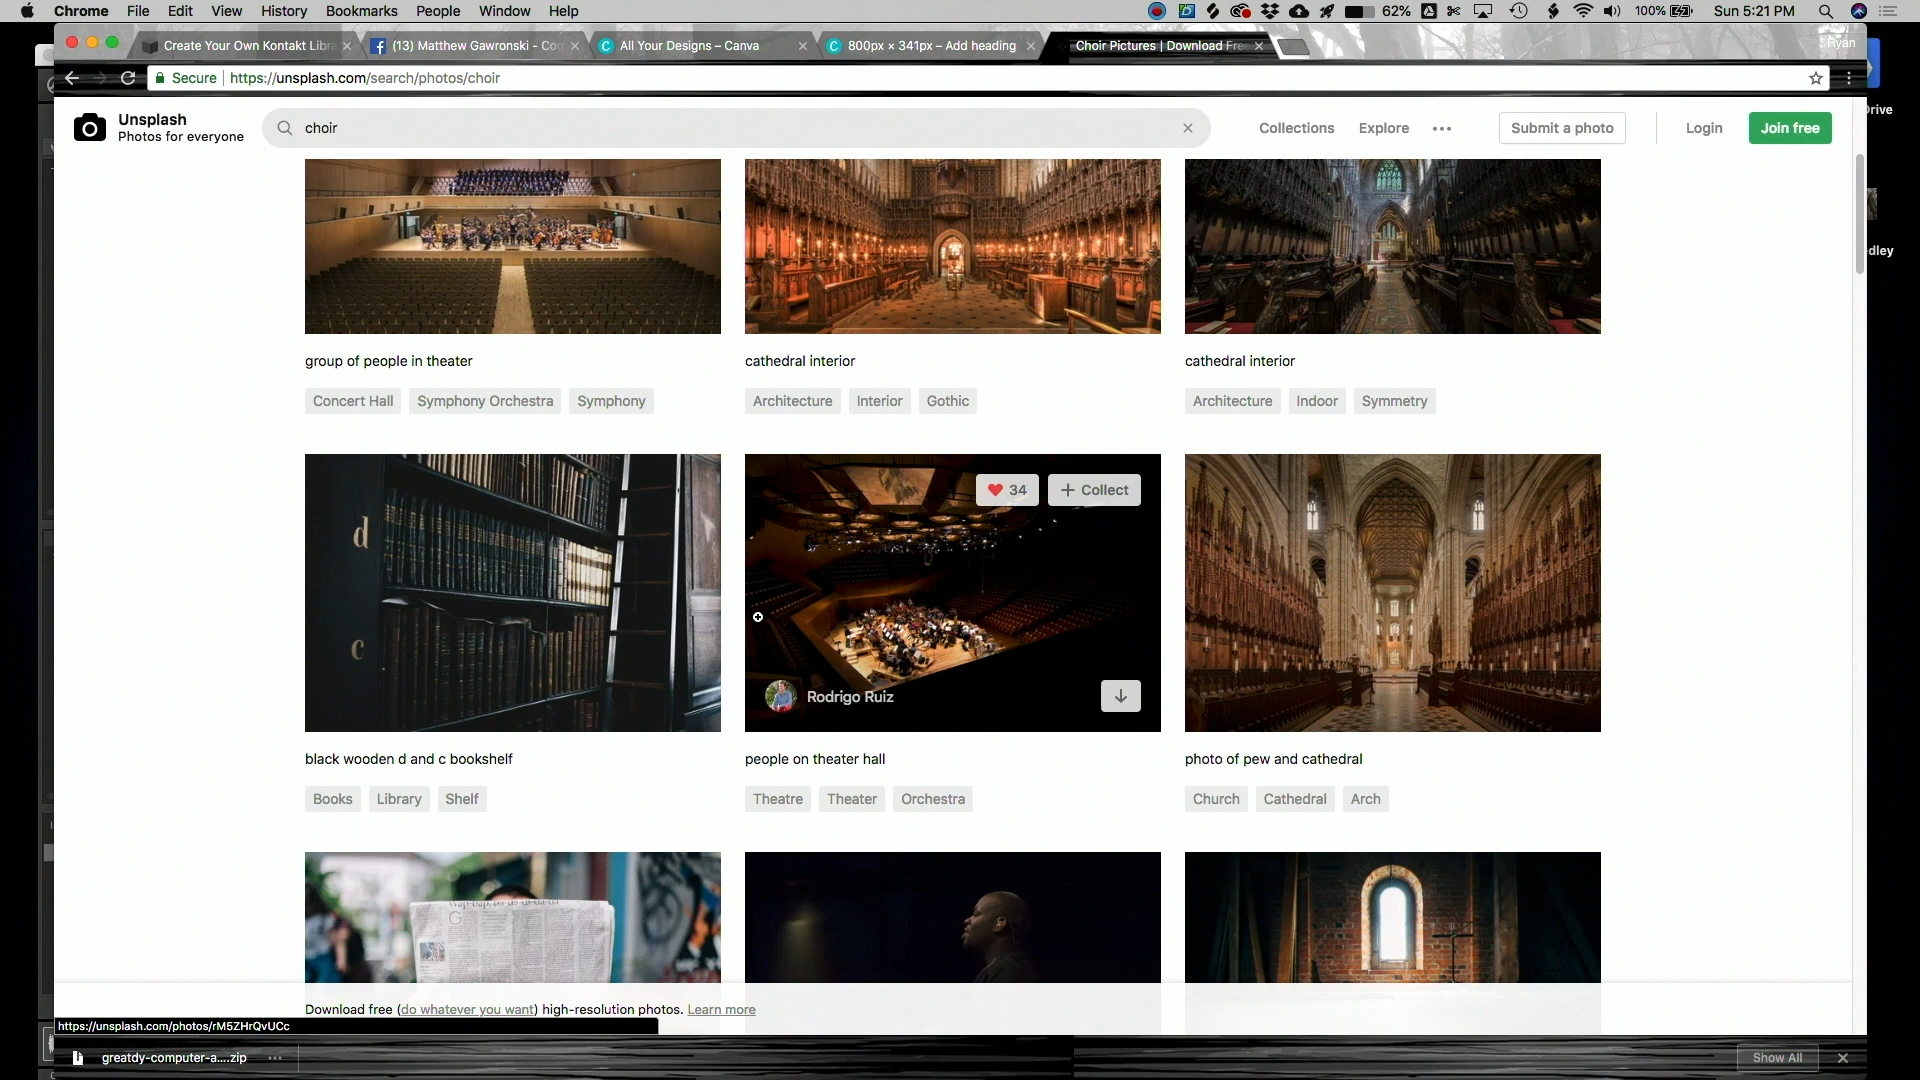 Chrome File Edit View History Bookmarks People Window Help
62% 100% Sun 5:21 PM
Create Your Own Kontakt Libra
(13) Matthew Gawronski - Con
All Your Designs – Canva
800px × 341px – Add heading
Choir Pictures | Download Fre
Ryan
Secure https://unsplash.com/search/photos/choir
Unsplash
Photos for everyone
choir
Collections Explore Submit a photo Login Join free
group of people in theater
Concert Hall Symphony Orchestra Symphony
cathedral interior
Architecture Interior Gothic
cathedral interior
Architecture Indoor Symmetry
d
c
34 Collect
Rodrigo Ruiz
black wooden d and c bookshelf
Books Library Shelf
people on theater hall
Theatre Theater Orchestra
photo of pew and cathedral
Church Cathedral Arch
Download free (do whatever you want) high-resolution photos. Learn more
https://unsplash.com/photos/rM5ZHrQvUCc
greatdy-computer-a....zip
Show All
rive
dley